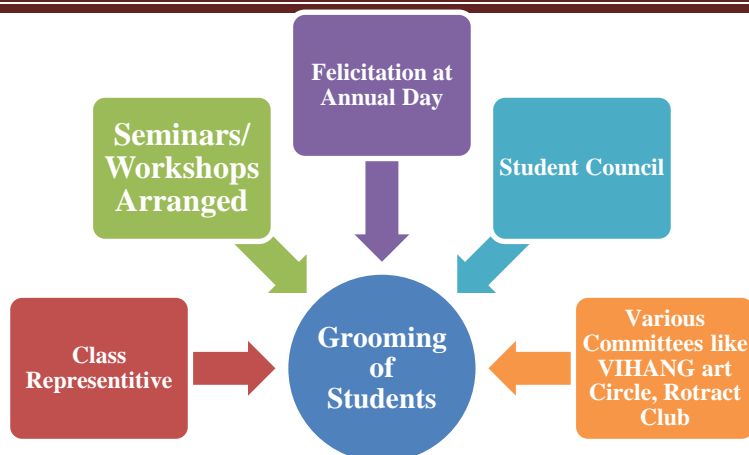 Felicitation at
Annual Day
Seminars/
Workshops
Arranged
Student Council
Class
Representitive
Grooming
of
Students
Various
Committees like
VIHANG art
Circle, Rotract
Club